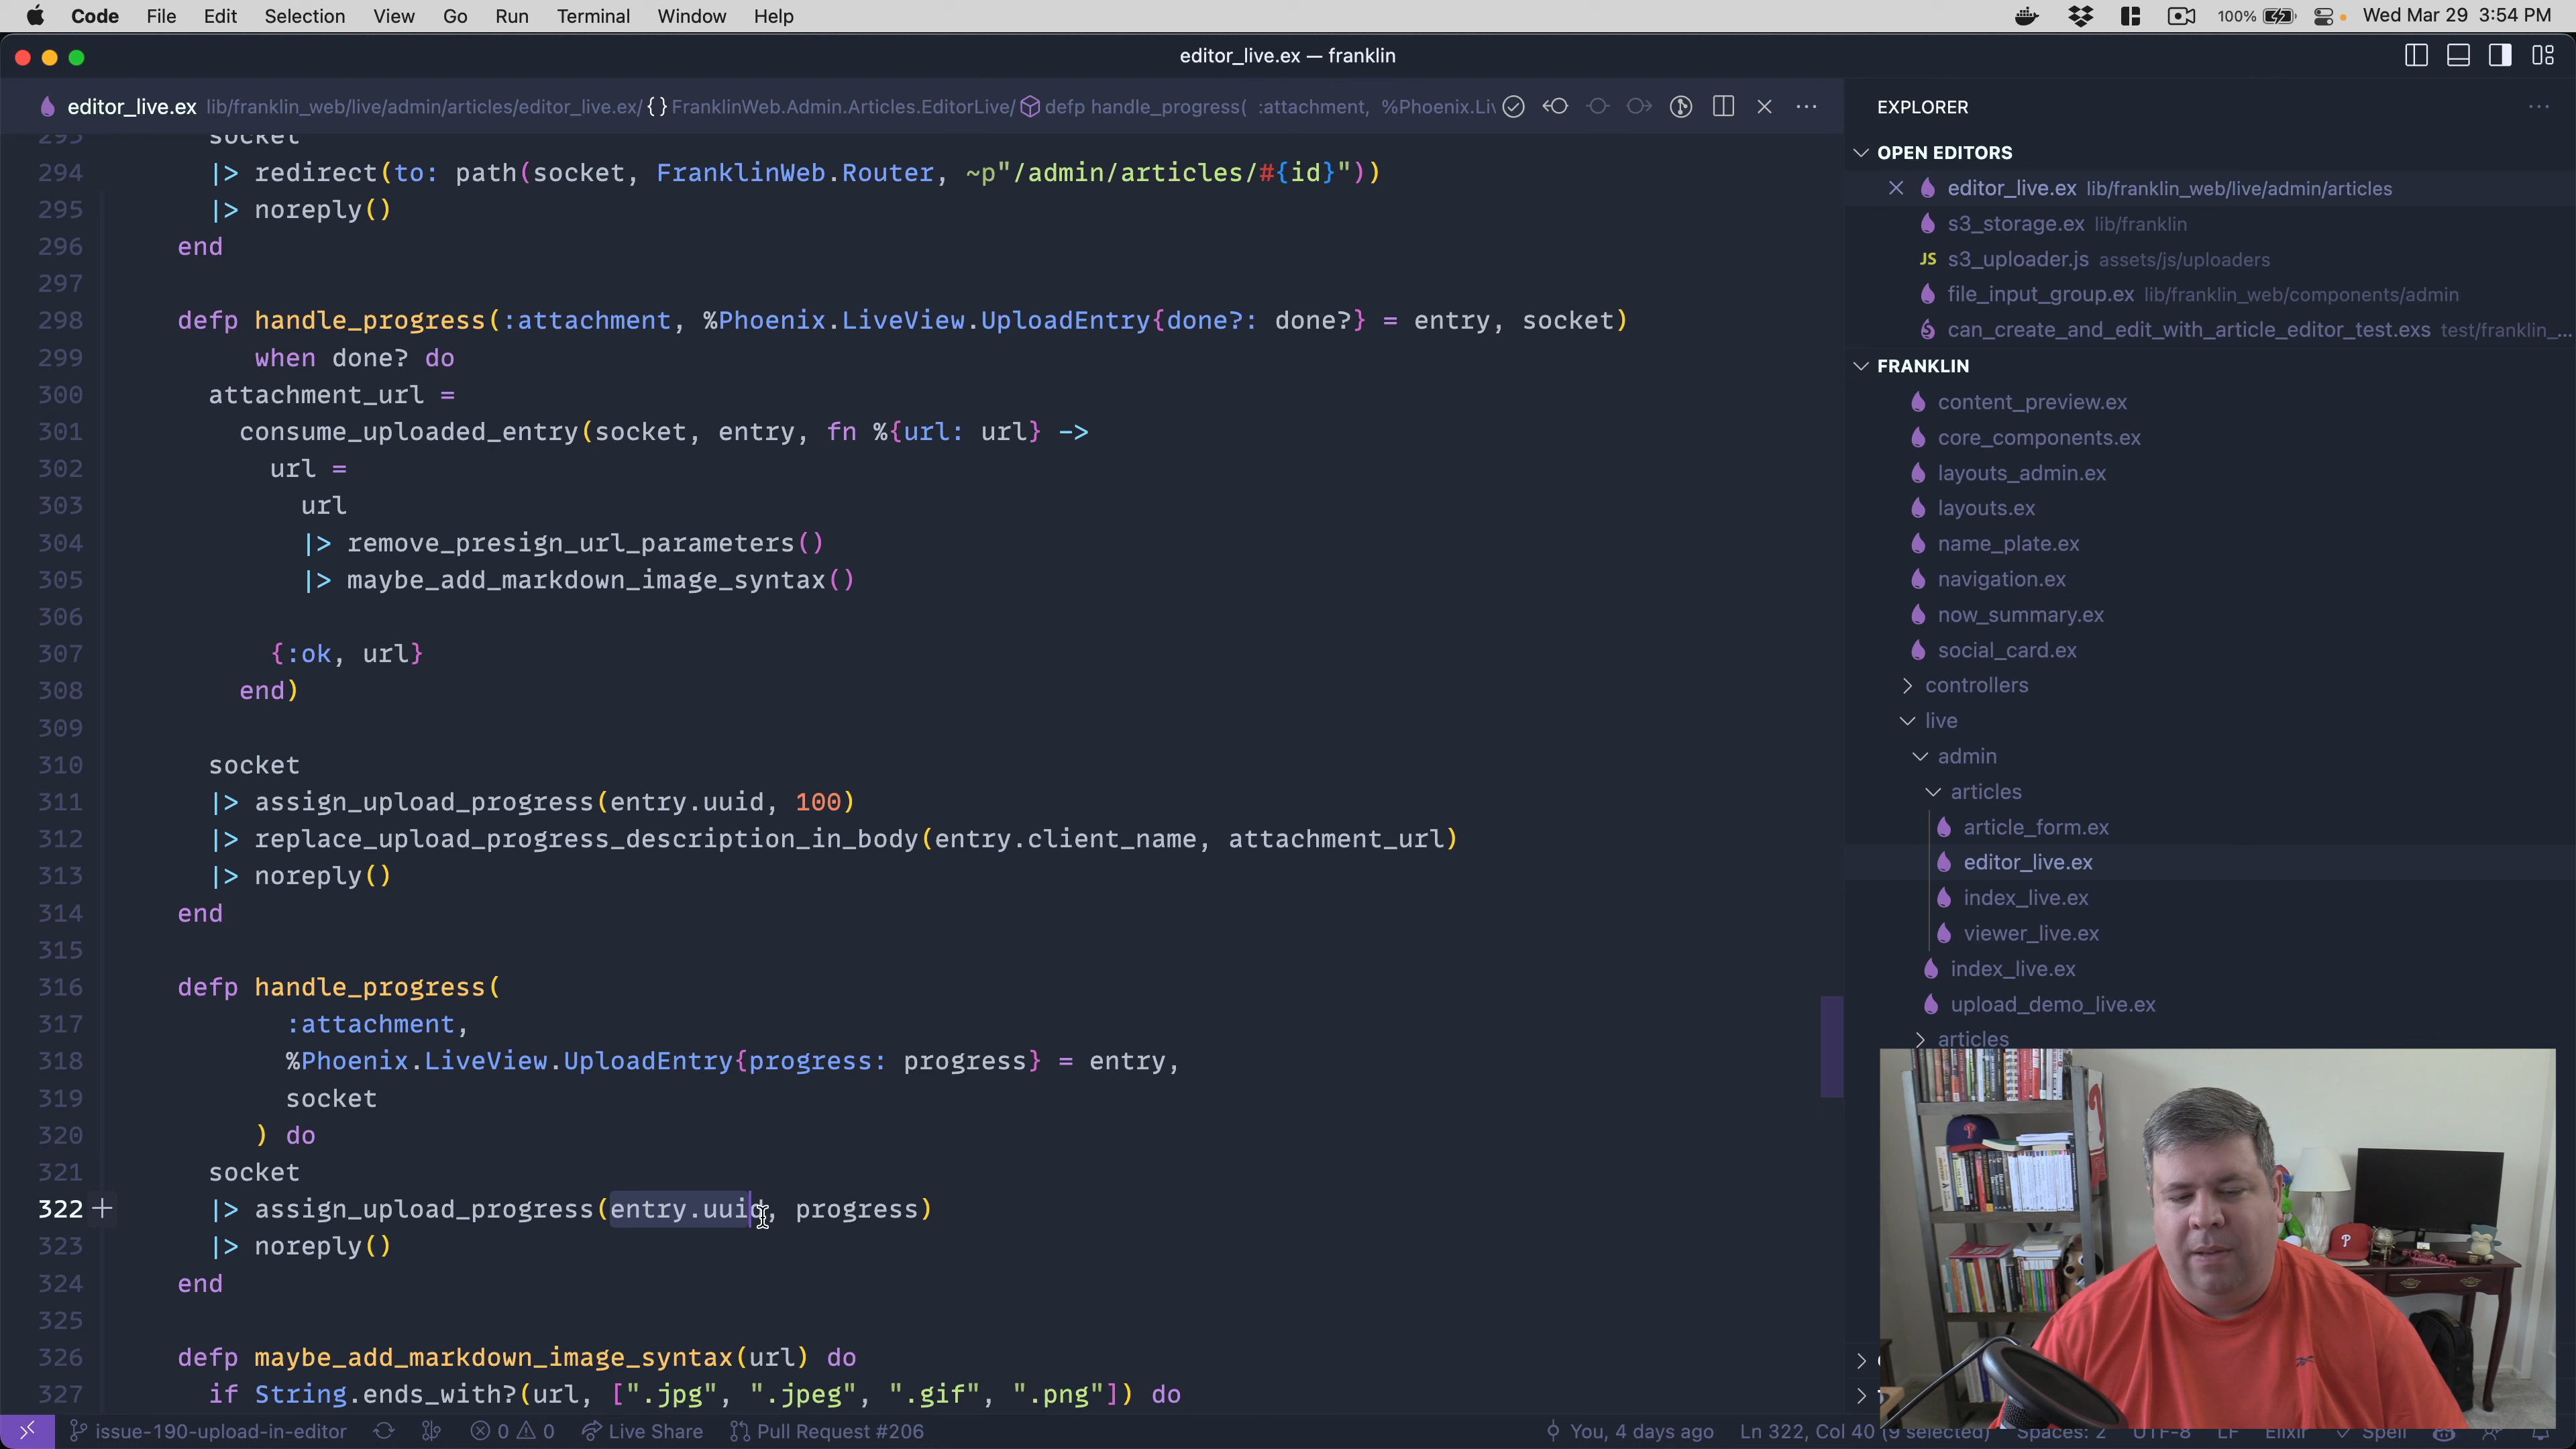 Code File Edit Selection View Go Run Terminal Window Help 100% Wed Mar 29 3:54 PM
editor_live.ex — franklin
editor_live.ex lib/franklin_web/live/admin/articles/editor_live.ex/ {} FranklinWeb.Admin.Articles.EditorLive/ defp handle_progress( :attachment, %Phoenix.Liv
293 socket
294 |> redirect(to: path(socket, FranklinWeb.Router, ~p"/admin/articles/#{id}"))
295 |> noreply()
296 end
297
298 defp handle_progress(:attachment, %Phoenix.LiveView.UploadEntry{done?: done?} = entry, socket)
299 when done? do
300 attachment_url =
301 consume_uploaded_entry(socket, entry, fn %{url: url} ->
302 url =
303 url
304 |> remove_presign_url_parameters()
305 |> maybe_add_markdown_image_syntax()
306
307 {:ok, url}
308 end)
309
310 socket
311 |> assign_upload_progress(entry.uuid, 100)
312 |> replace_upload_progress_description_in_body(entry.client_name, attachment_url)
313 |> noreply()
314 end
315
316 defp handle_progress(
317 :attachment,
318 %Phoenix.LiveView.UploadEntry{progress: progress} = entry,
319 socket
320 ) do
321 socket
322 |> assign_upload_progress(entry.uuid, progress)
323 |> noreply()
324 end
325
326 defp maybe_add_markdown_image_syntax(url) do
327 if String.ends_with?(url, [".jpg", ".jpeg", ".gif", ".png"]) do
EXPLORER
OPEN EDITORS
editor_live.ex lib/franklin_web/live/admin/articles
s3_storage.ex lib/franklin
JS s3_uploader.js assets/js/uploaders
file_input_group.ex lib/franklin_web/components/admin
can_create_and_edit_with_article_editor_test.exs test/franklin_...
FRANKLIN
content_preview.ex
core_components.ex
layouts_admin.ex
layouts.ex
name_plate.ex
navigation.ex
now_summary.ex
social_card.ex
controllers
live
admin
articles
article_form.ex
editor_live.ex
index_live.ex
viewer_live.ex
index_live.ex
upload_demo_live.ex
articles
issue-190-upload-in-editor 0 0 Live Share Pull Request #206 You, 4 days ago Ln 322, Col 40 (9 selected) Spaces: 2 UTF-8 LF Elixir Spell